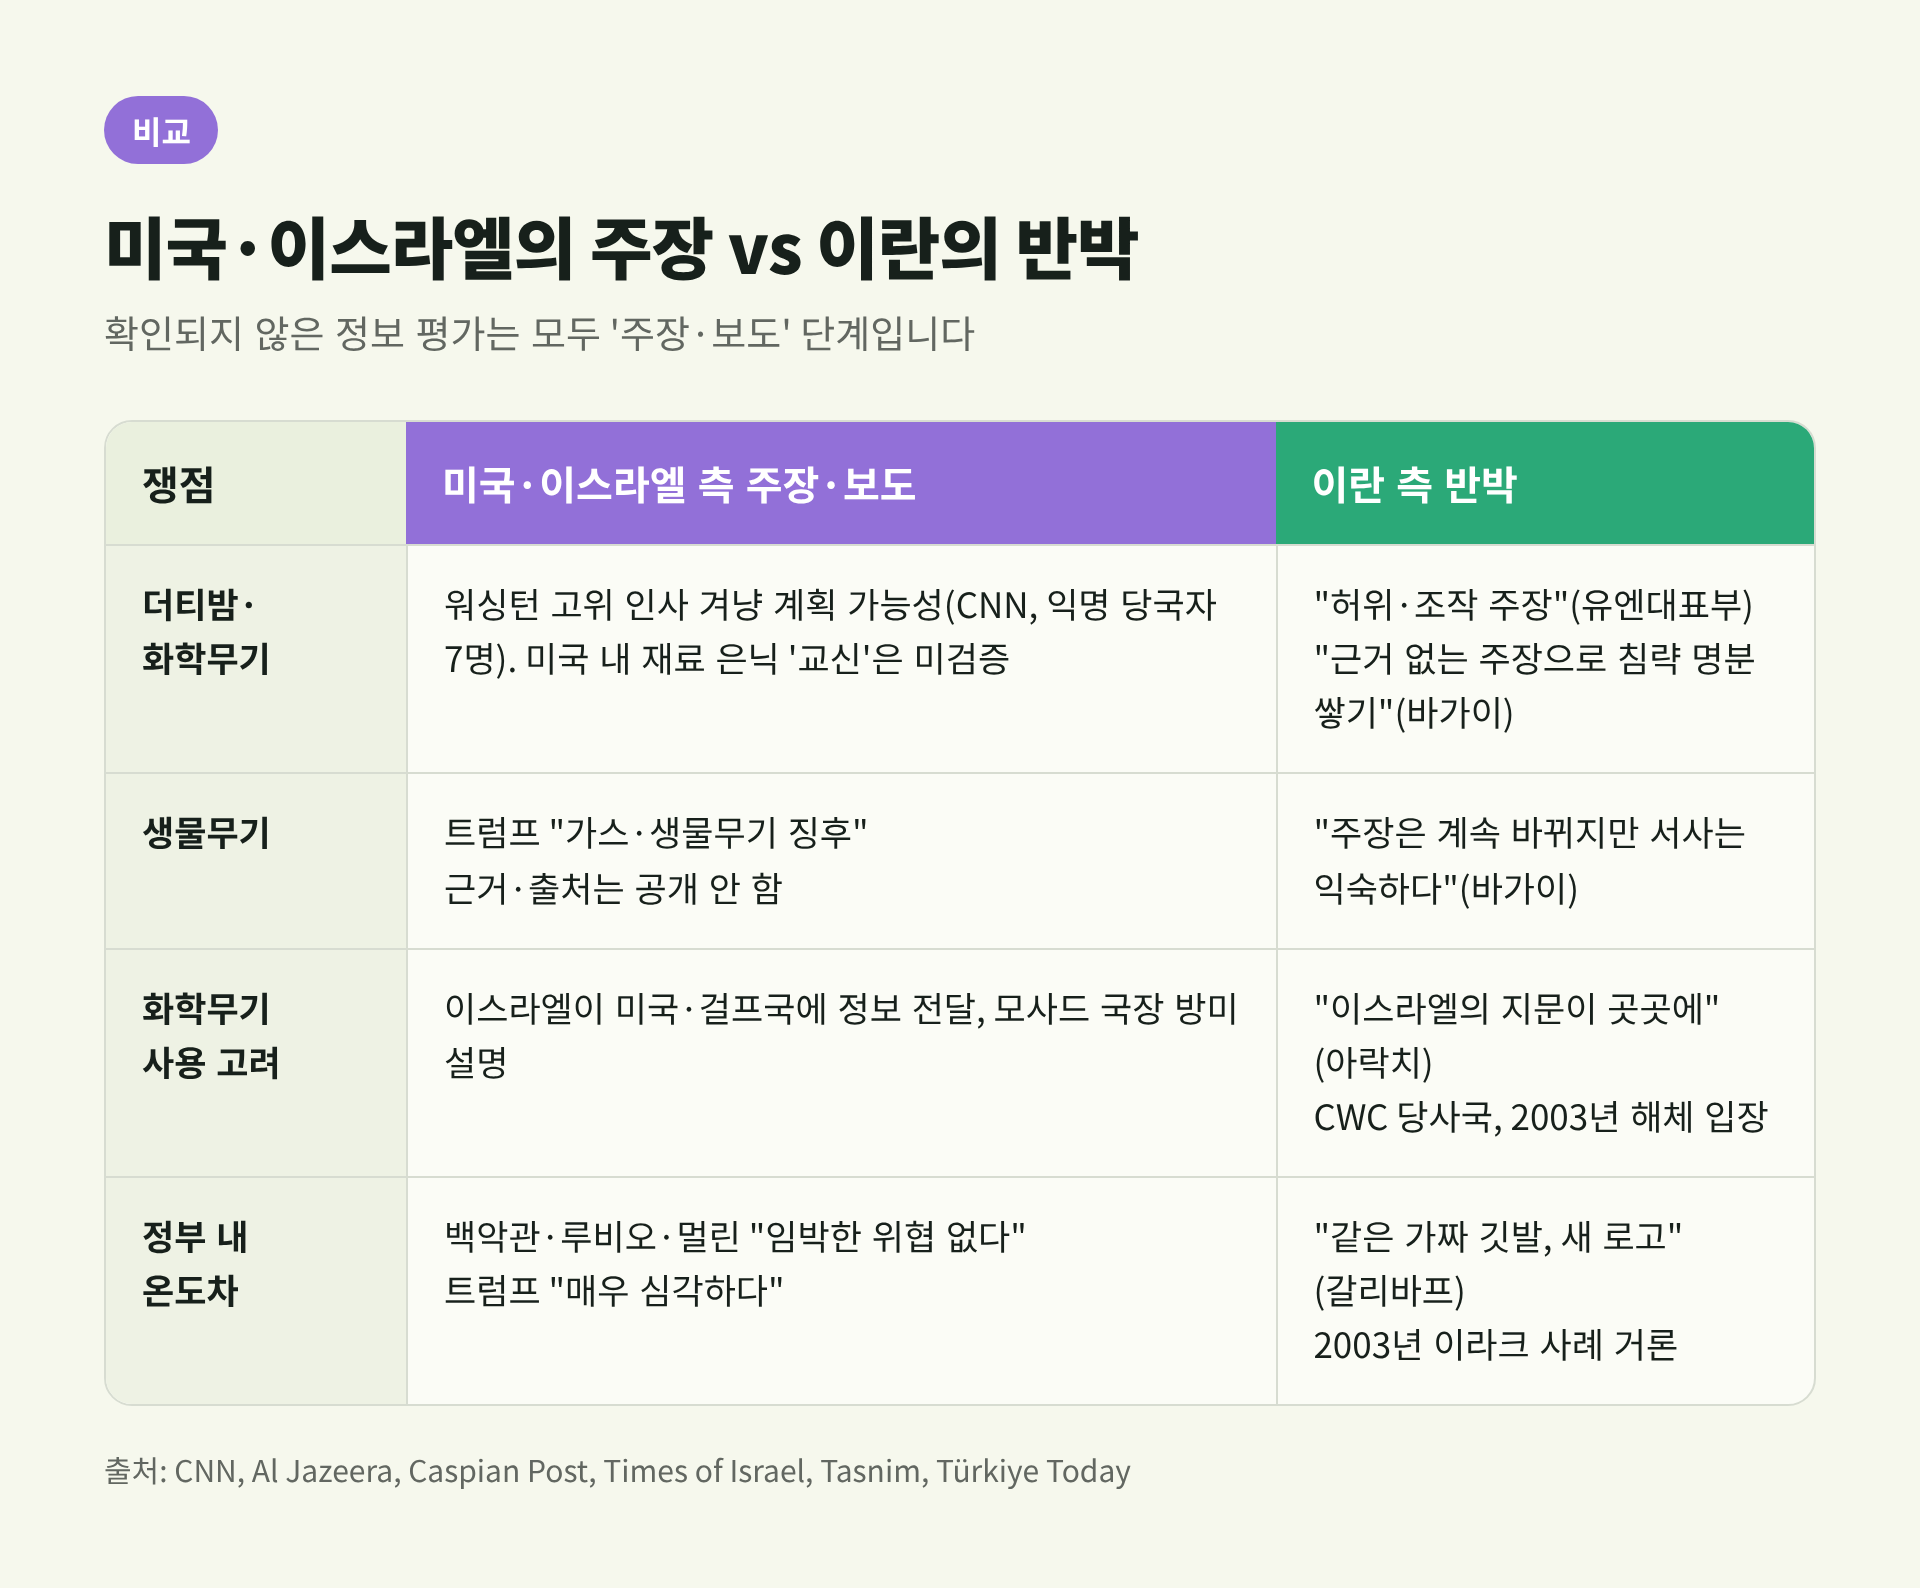 비교
미국·이스라엘의 주장 vs 이란의 반박
확인되지 않은 정보 평가는 모두 '주장·보도' 단계입니다
쟁점
미국·이스라엘 측 주장·보도
이란 측 반박
더티밤·
화학무기
워싱턴 고위 인사 겨냥 계획 가능성(CNN, 익명 당국자
7명). 미국 내 재료 은닉 '교신'은 미검증
"허위·조작 주장"(유엔대표부)
"근거 없는 주장으로 침략 명분
쌓기"(바가이)
생물무기
트럼프 "가스·생물무기 징후"
근거·출처는 공개 안 함
"주장은 계속 바뀌지만 서사는
익숙하다"(바가이)
화학무기
사용 고려
이스라엘이 미국·걸프국에 정보 전달, 모사드 국장 방미
설명
"이스라엘의 지문이 곳곳에"
(아락치)
CWC 당사국, 2003년 해체 입장
정부 내
온도차
백악관·루비오·멀린 "임박한 위협 없다"
트럼프 "매우 심각하다"
"같은 가짜 깃발, 새 로고"
(갈리바프)
2003년 이라크 사례 거론
출처: CNN, Al Jazeera, Caspian Post, Times of Israel, Tasnim, Türkiye Today